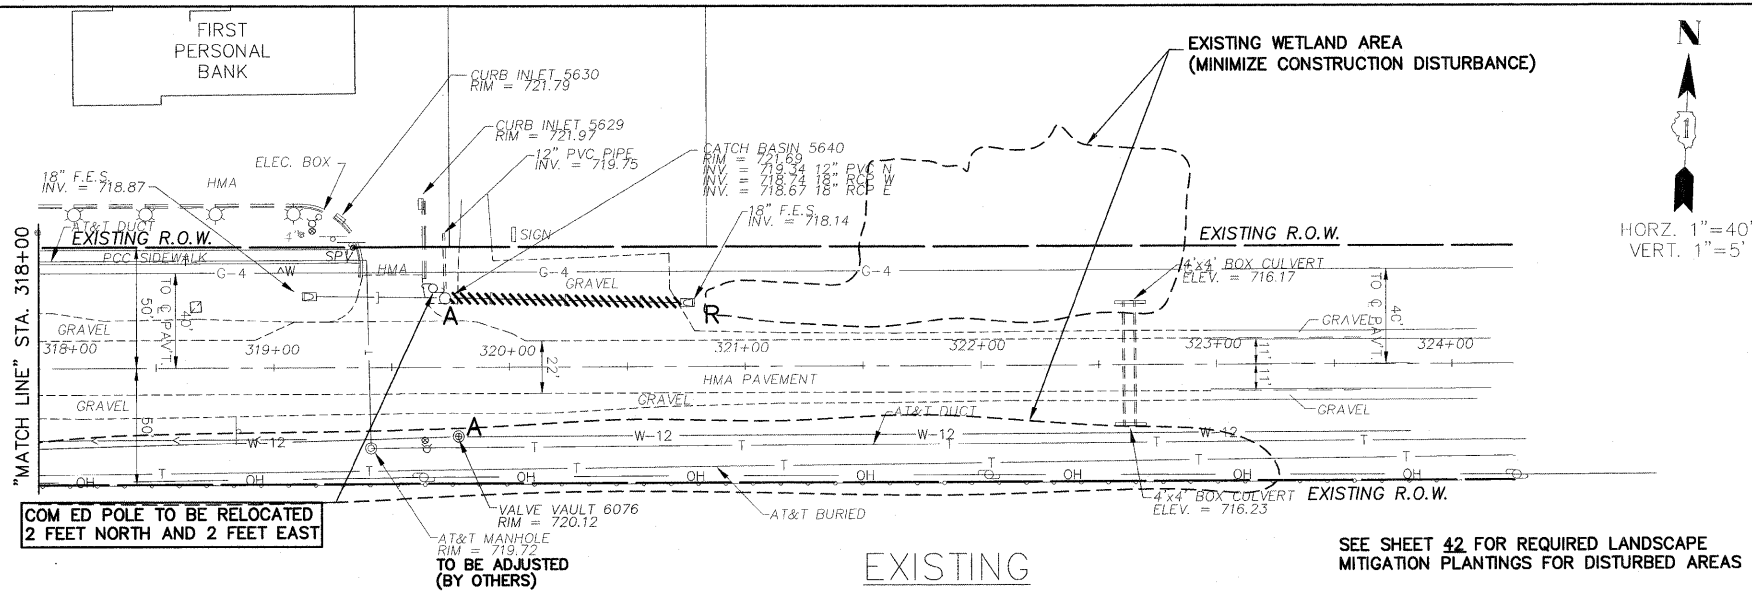 FIRST
PERSONAL
BANK
CURB INLET 5630
RIM = 721.79
CURB INLET 5629
RIM = 721.97
12" PVC PIPE
INV. = 719.75
CATCH BASIN 5640
RIM = 721.69
INV. = 719.34 12" PVC N
INV. = 718.74 18" RCP W
INV. = 718.67 18" RCP E
EXISTING WETLAND AREA
(MINIMIZE CONSTRUCTION DISTURBANCE)
N
1
HORZ. 1"=40'
VERT. 1"=5'
ELEC. BOX
18" F.E.S.
INV. = 718.87
HMA
18" F.E.S.
INV. = 718.14
AT&T DUCT
EXISTING R.O.W.
SIGN
EXISTING R.O.W.
PCC SIDEWALK
SPV
G-4
W
HMA
G-4
G-4
GRAVEL
4'x4' BOX CULVERT
ELEV. = 716.17
"MATCH LINE" STA. 318+00
50'
40'
TO ℄ PAV'T.
A
R
GRAVEL
GRAVEL
40'
TO ℄ PAV'T.
318+00
319+00
320+00
321+00
322+00
323+00
324+00
22'
11'
11'
HMA PAVEMENT
GRAVEL
GRAVEL
GRAVEL
50'
AT&T DUCT
A
W-12
W-12
W-12
W-12
T
T
T
T
T
T
T
T
T
T
T
T
OH
OH
OH
OH
OH
OH
OH
OH
EXISTING R.O.W.
4'x4' BOX CULVERT
ELEV. = 716.23
COM ED POLE TO BE RELOCATED
2 FEET NORTH AND 2 FEET EAST
VALVE VAULT 6076
RIM = 720.12
AT&T BURIED
AT&T MANHOLE
RIM = 719.72
TO BE ADJUSTED
(BY OTHERS)
EXISTING
SEE SHEET 42 FOR REQUIRED LANDSCAPE
MITIGATION PLANTINGS FOR DISTURBED AREAS